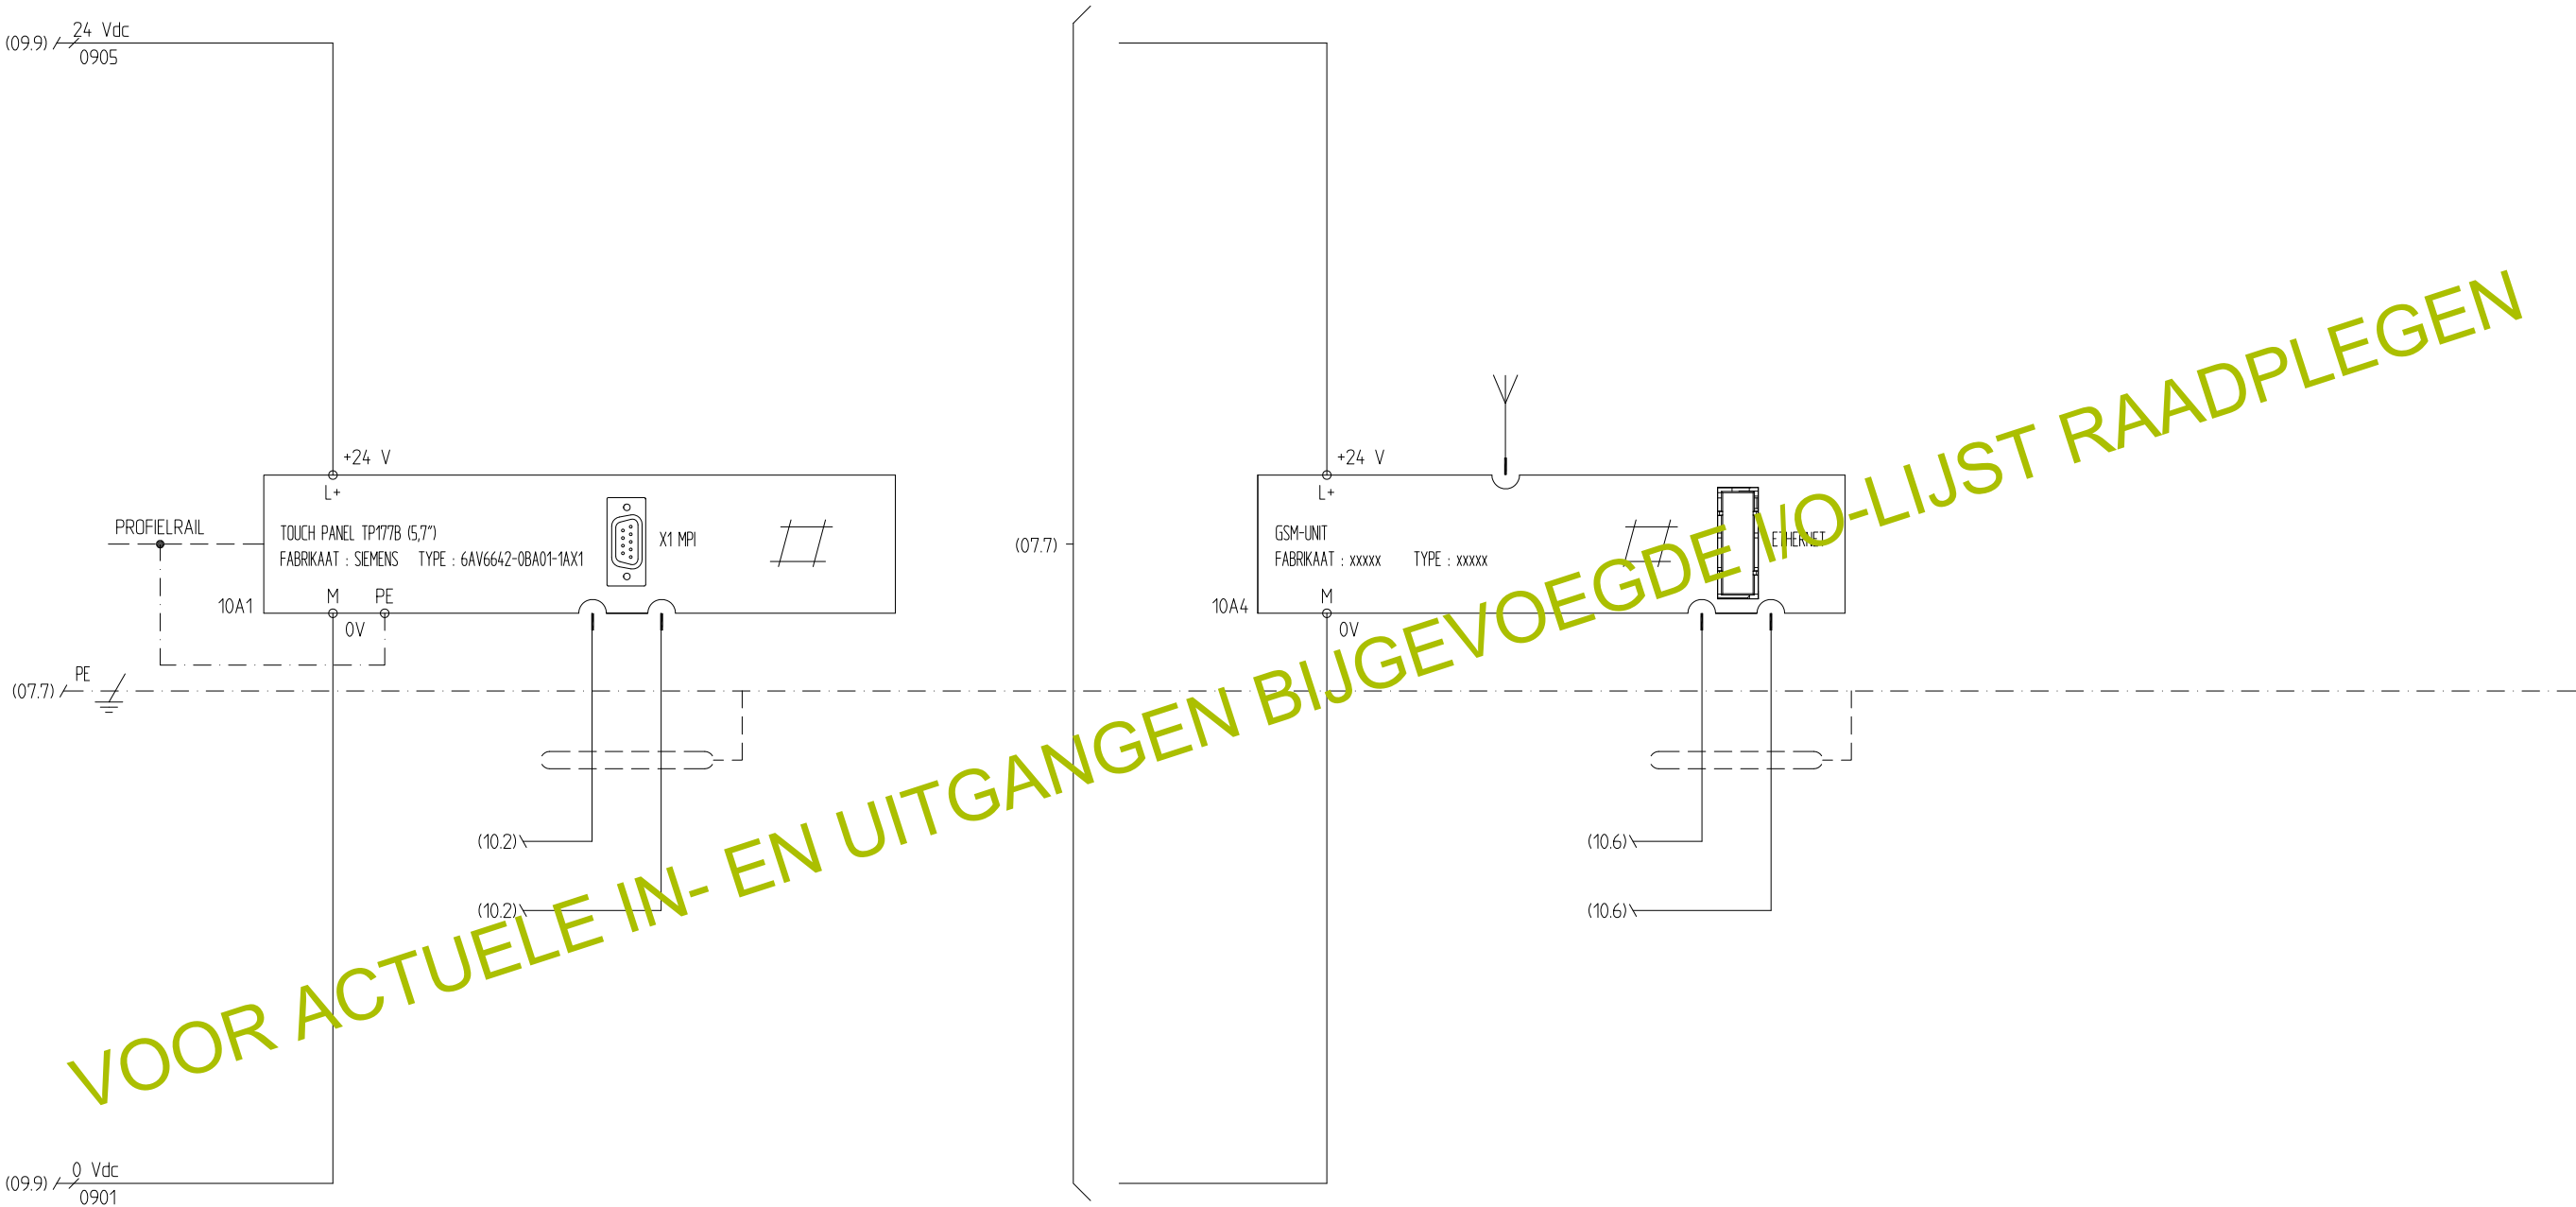 24 Vdc
(09.9)
0905
+24 V
L+
PROFIELRAIL
TOUCH PANEL TP177B (5,7")
FABRIKAAT : SIEMENS TYPE : 6AV6642-0BA01-1AX1
X1 MPI
10A1
M PE
0V
PE
(07.7)
(10.2)
(10.2)
0 Vdc
(09.9)
0901
(07.7)
+24 V
L+
GSM-UNIT
FABRIKAAT : xxxxx TYPE : xxxxx
ETHERNET
10A4
M
0V
(10.6)
(10.6)
VOOR ACTUELE IN- EN UITGANGEN BIJGEVOEGDE I/O-LIJST RAADPLEGEN